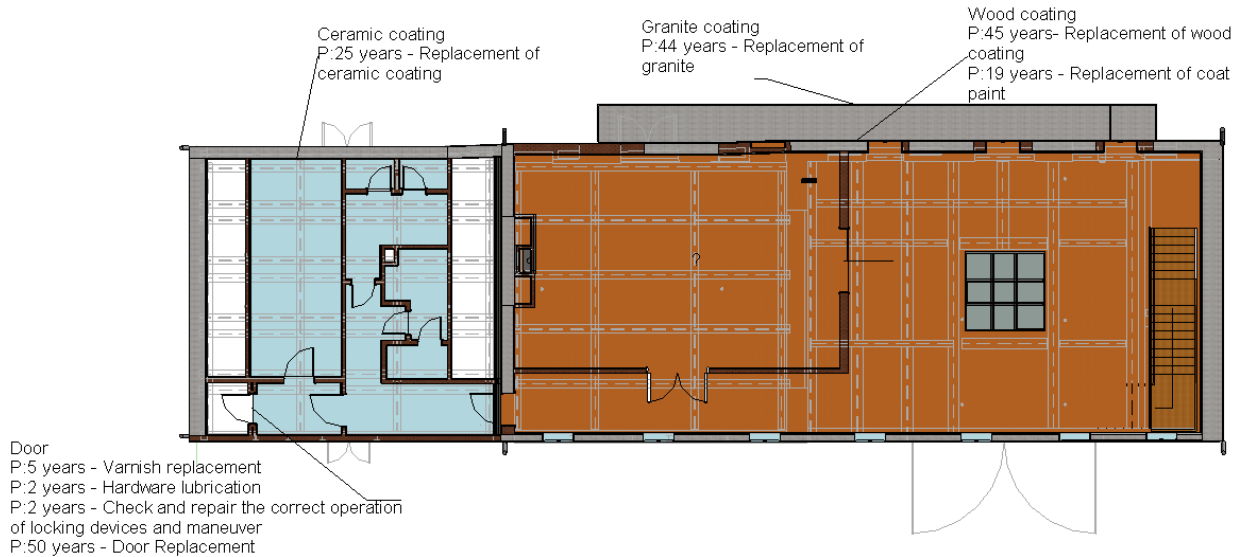 Ceramic coating
P:25 years - Replacement of
ceramic coating
Granite coating
P:44 years - Replacement of
granite
Wood coating
P:45 years- Replacement of wood
coating
P:19 years - Replacement of coat
paint
?
Door
P:5 years - Varnish replacement
P:2 years - Hardware lubrication
P:2 years - Check and repair the correct operation
of locking devices and maneuver
P:50 years - Door Replacement